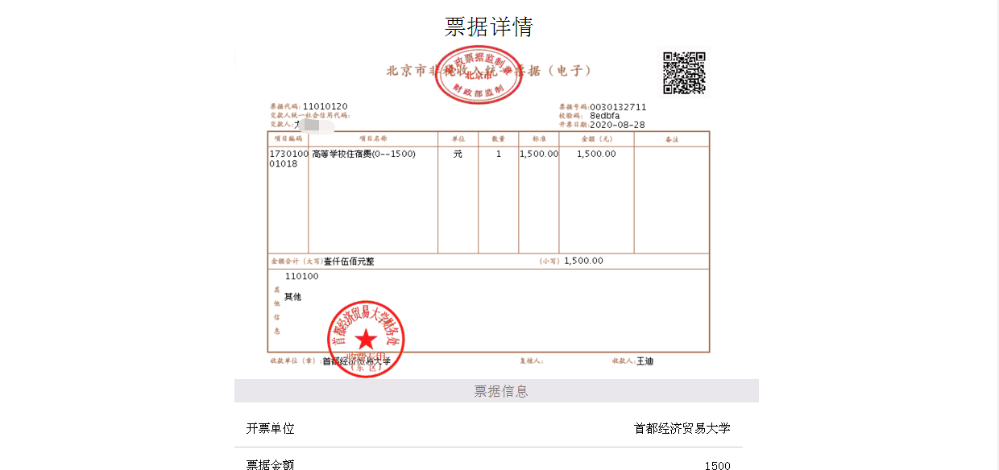 票据详情
北京市非税收入统一票据（电子）
财政票据监制章
北京市
财政部监制
票据代码：11010120
票据号码：0030132711
交款人统一社会信用代码：
校验码：8edbfa
交款人：
开票日期：2020-08-28
项目编码 项目名称 单位 数量 标准 金额（元） 备注
1730100 高等学校住宿费(0--1500) 元 1 1,500.00 1,500.00
01018
金额合计（大写）壹仟伍佰元整 （小写）1,500.00
110100
其他信息
其他
首都经济贸易大学财务处
收费专用
（东区）
收款单位（章）：首都经济贸易大学 复核人： 收款人：王迪
票据信息
开票单位 首都经济贸易大学
票据金额 1500